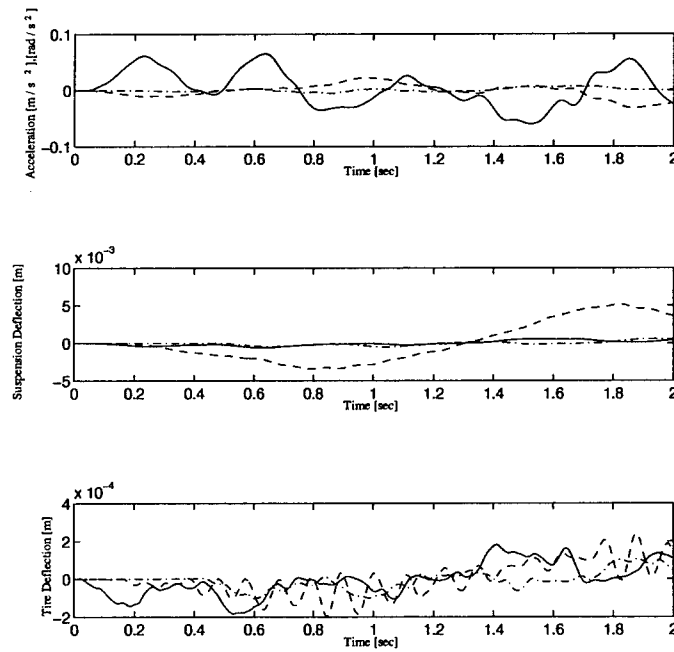 Acceleration [m / s ² ],[rad / s ² ]
0.1
0
−0.1
0 0.2 0.4 0.6 0.8 1 1.2 1.4 1.6 1.8 2
Time [sec]
x 10⁻³
Suspension Deflection [m]
10
5
0
−5
0 0.2 0.4 0.6 0.8 1 1.2 1.4 1.6 1.8 2
Time [sec]
x 10⁻⁴
Tire Deflection [m]
4
2
0
−2
0 0.2 0.4 0.6 0.8 1 1.2 1.4 1.6 1.8 2
Time [sec]